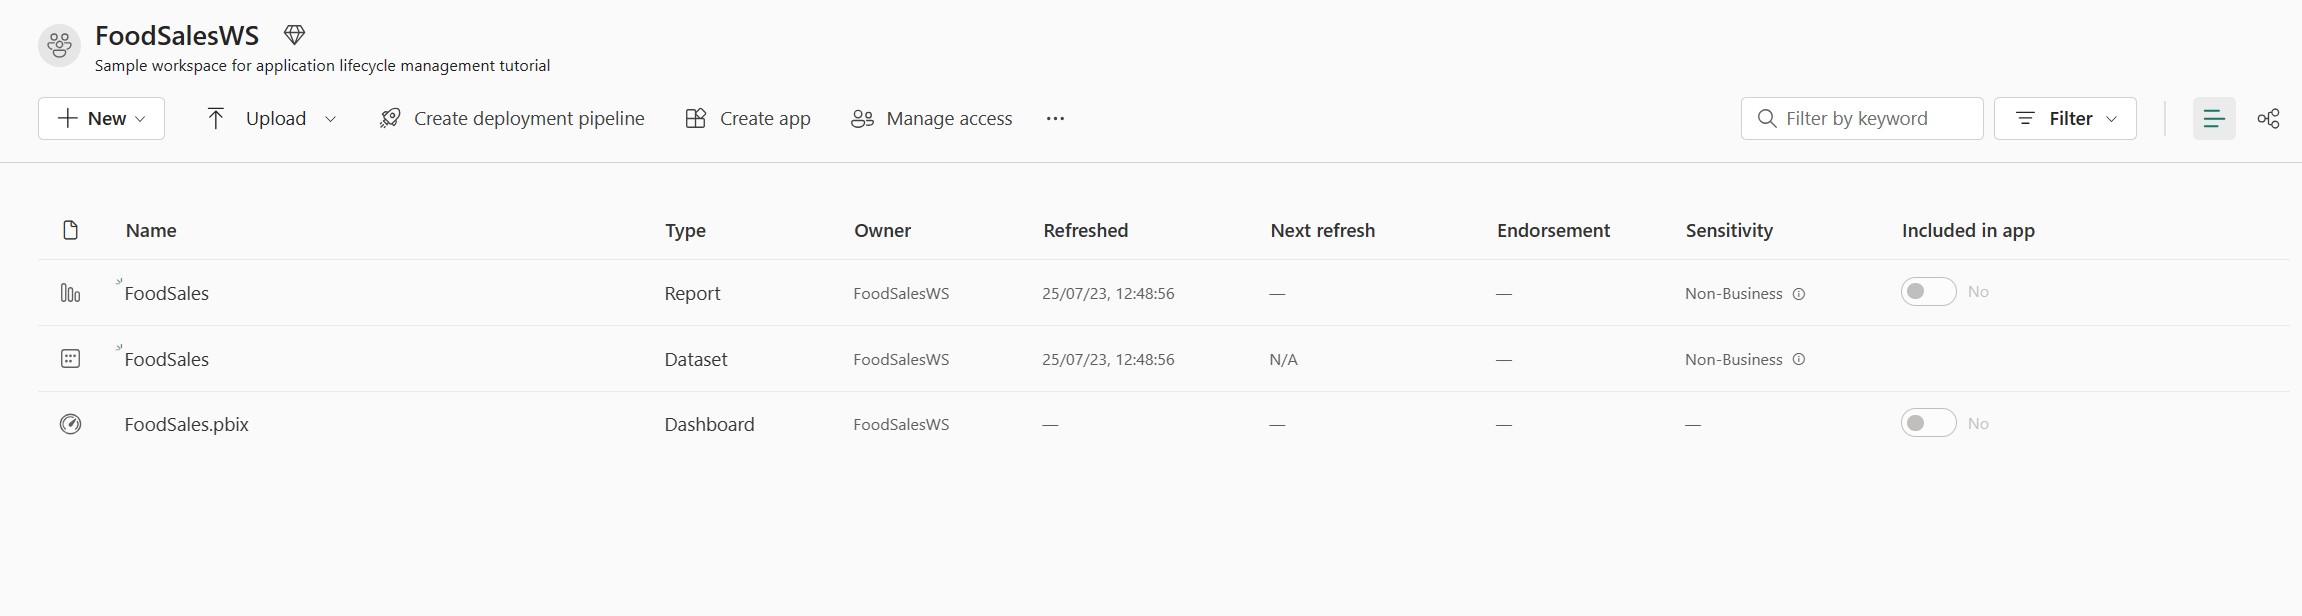 FoodSalesWS
Sample workspace for application lifecycle management tutorial
New Upload Create deployment pipeline Create app Manage access ··· Filter by keyword Filter
Name Type Owner Refreshed Next refresh Endorsement Sensitivity Included in app
FoodSales Report FoodSalesWS 25/07/23, 12:48:56 — — Non-Business No
FoodSales Dataset FoodSalesWS 25/07/23, 12:48:56 N/A — Non-Business
FoodSales.pbix Dashboard FoodSalesWS — — — — No